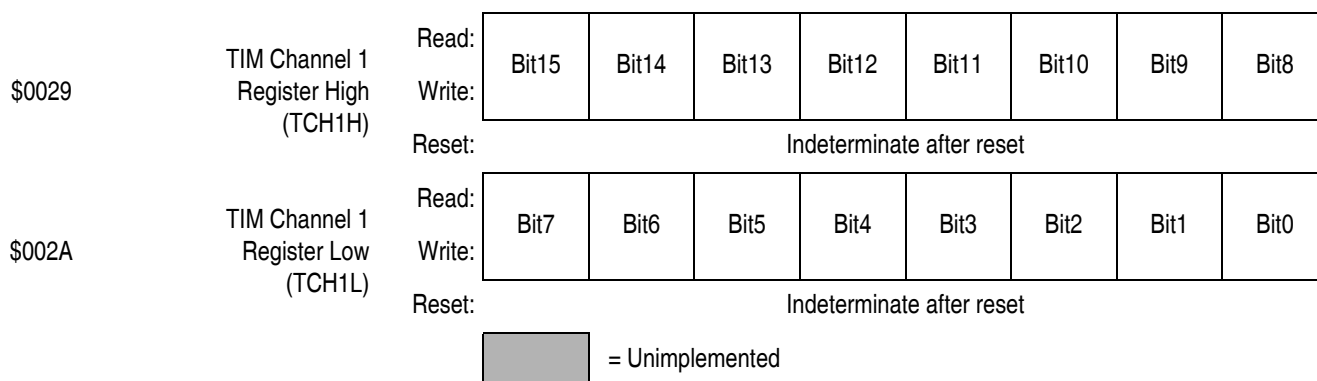 $0029 TIM Channel 1 Register High (TCH1H) Read: Write: Bit15 Bit14 Bit13 Bit12 Bit11 Bit10 Bit9 Bit8
Reset: Indeterminate after reset
$002A TIM Channel 1 Register Low (TCH1L) Read: Write: Bit7 Bit6 Bit5 Bit4 Bit3 Bit2 Bit1 Bit0
Reset: Indeterminate after reset
= Unimplemented